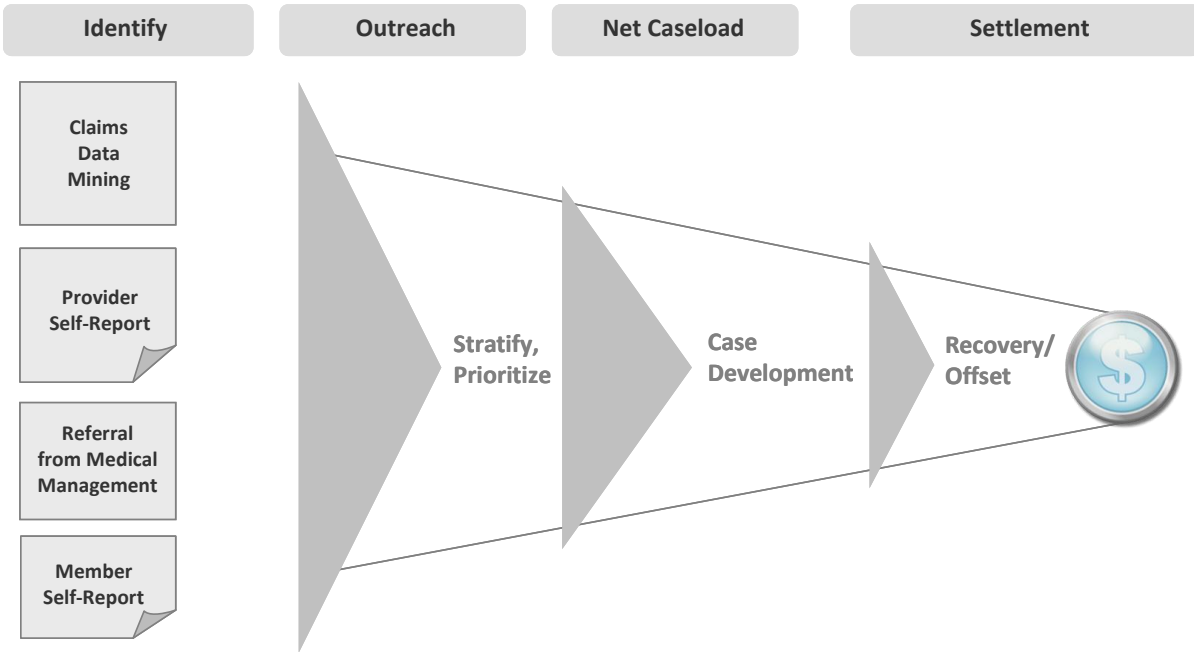 Identify
Outreach
Net Caseload
Settlement
Claims
Data
Mining
Provider
Self-Report
Referral
from Medical
Management
Member
Self-Report
Stratify,
Prioritize
Case
Development
Recovery/
Offset
$